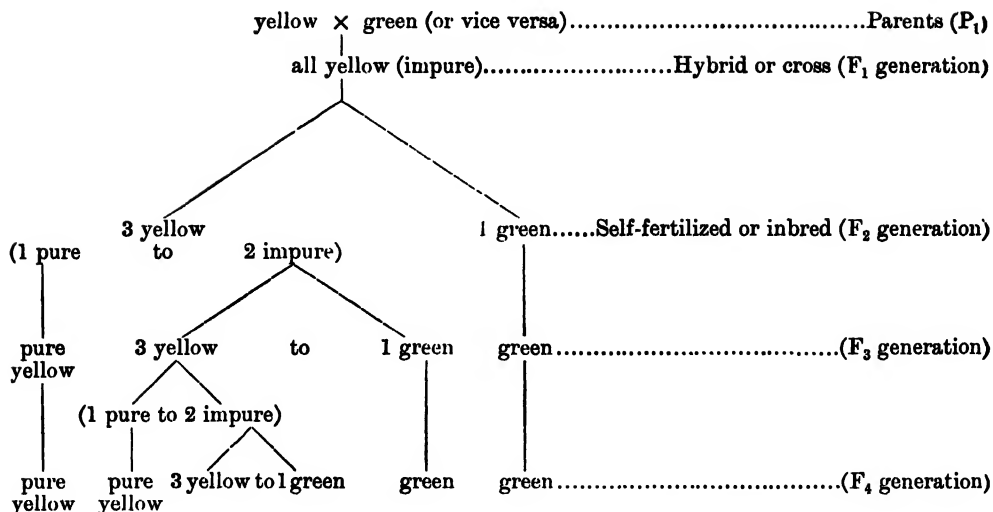 yellow × green (or vice versa)..............................Parents (P₁)
all yellow (impure)....................Hybrid or cross (F₁ generation)
3 yellow 1 green......Self-fertilized or inbred (F₂ generation)
(1 pure to 2 impure)
pure 3 yellow to 1 green green..............................(F₃ generation)
yellow
(1 pure to 2 impure)
pure pure 3 yellow to 1 green green green..............................(F₄ generation)
yellow yellow